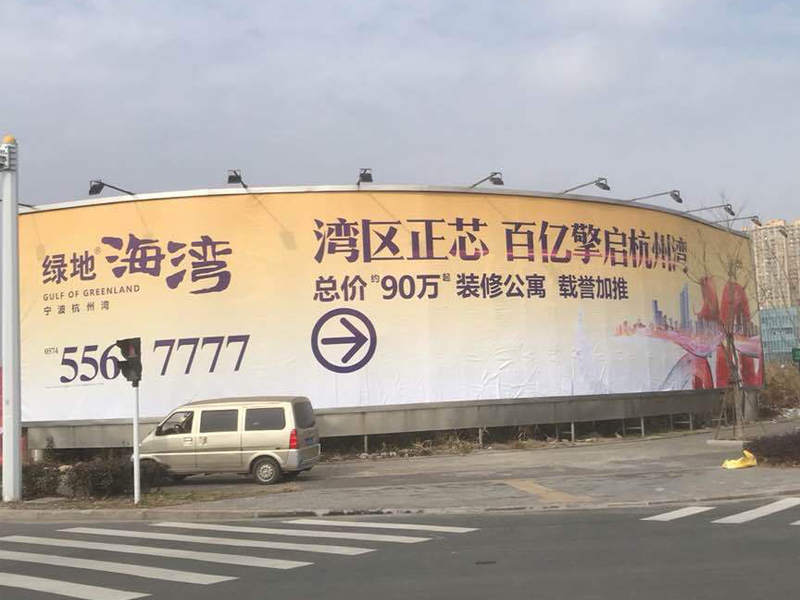 绿地®海湾
GULF OF GREENLAND
宁波杭州湾
0574 556 7777
湾区正芯 百亿擎启杭州湾
总价约90万起 装修公寓 载誉加推